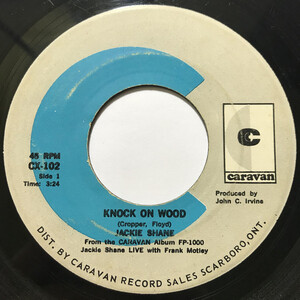 C
caravan
45 RPM
CX-102
Side 1
Time: 3:24
Produced by
John C. Irvine
KNOCK ON WOOD
(Cropper, Floyd)
JACKIE SHANE
From the CARAVAN Album FP-1000
Jackie Shane LIVE with Frank Motley
DIST. BY CARAVAN RECORD SALES SCARBORO, ONT.